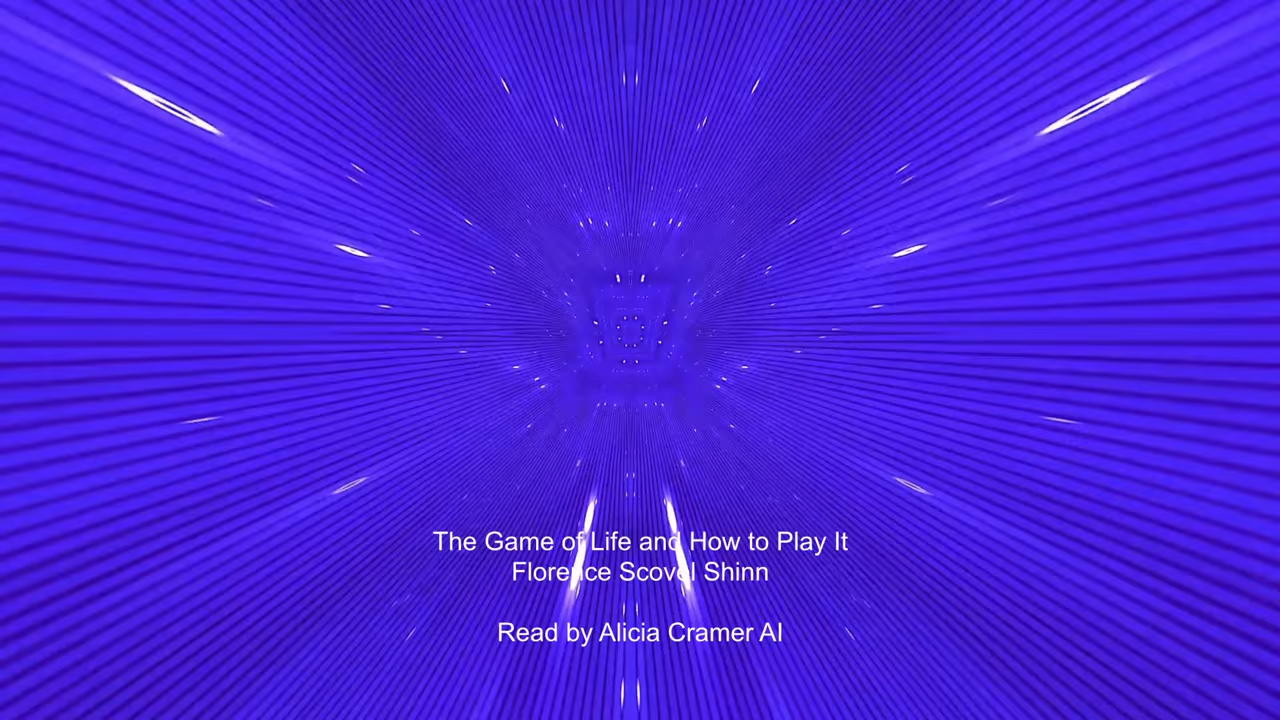 The Game of Life and How to Play It
Florence Scovel Shinn
Read by Alicia Cramer AI